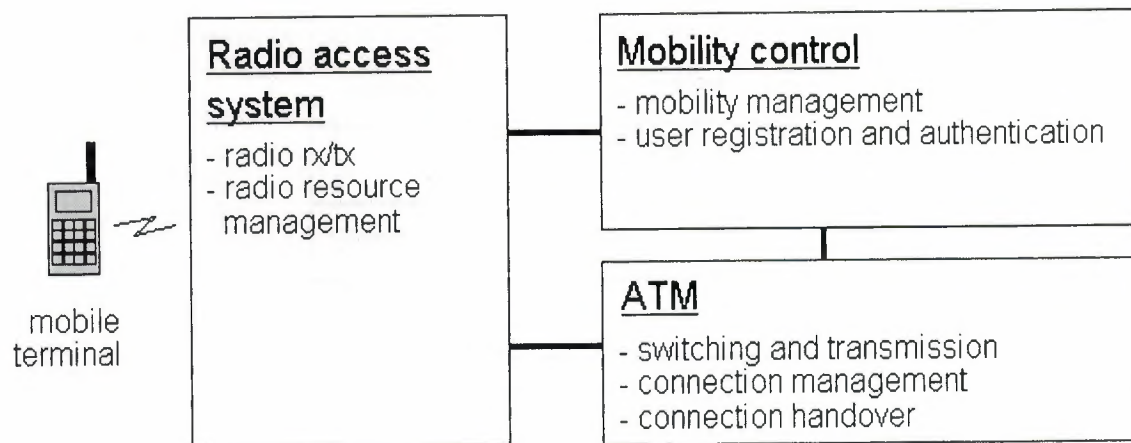 Radio access
system
- radio rx/tx
- radio resource
management
Mobility control
- mobility management
- user registration and authentication
mobile
terminal
ATM
- switching and transmission
- connection management
- connection handover